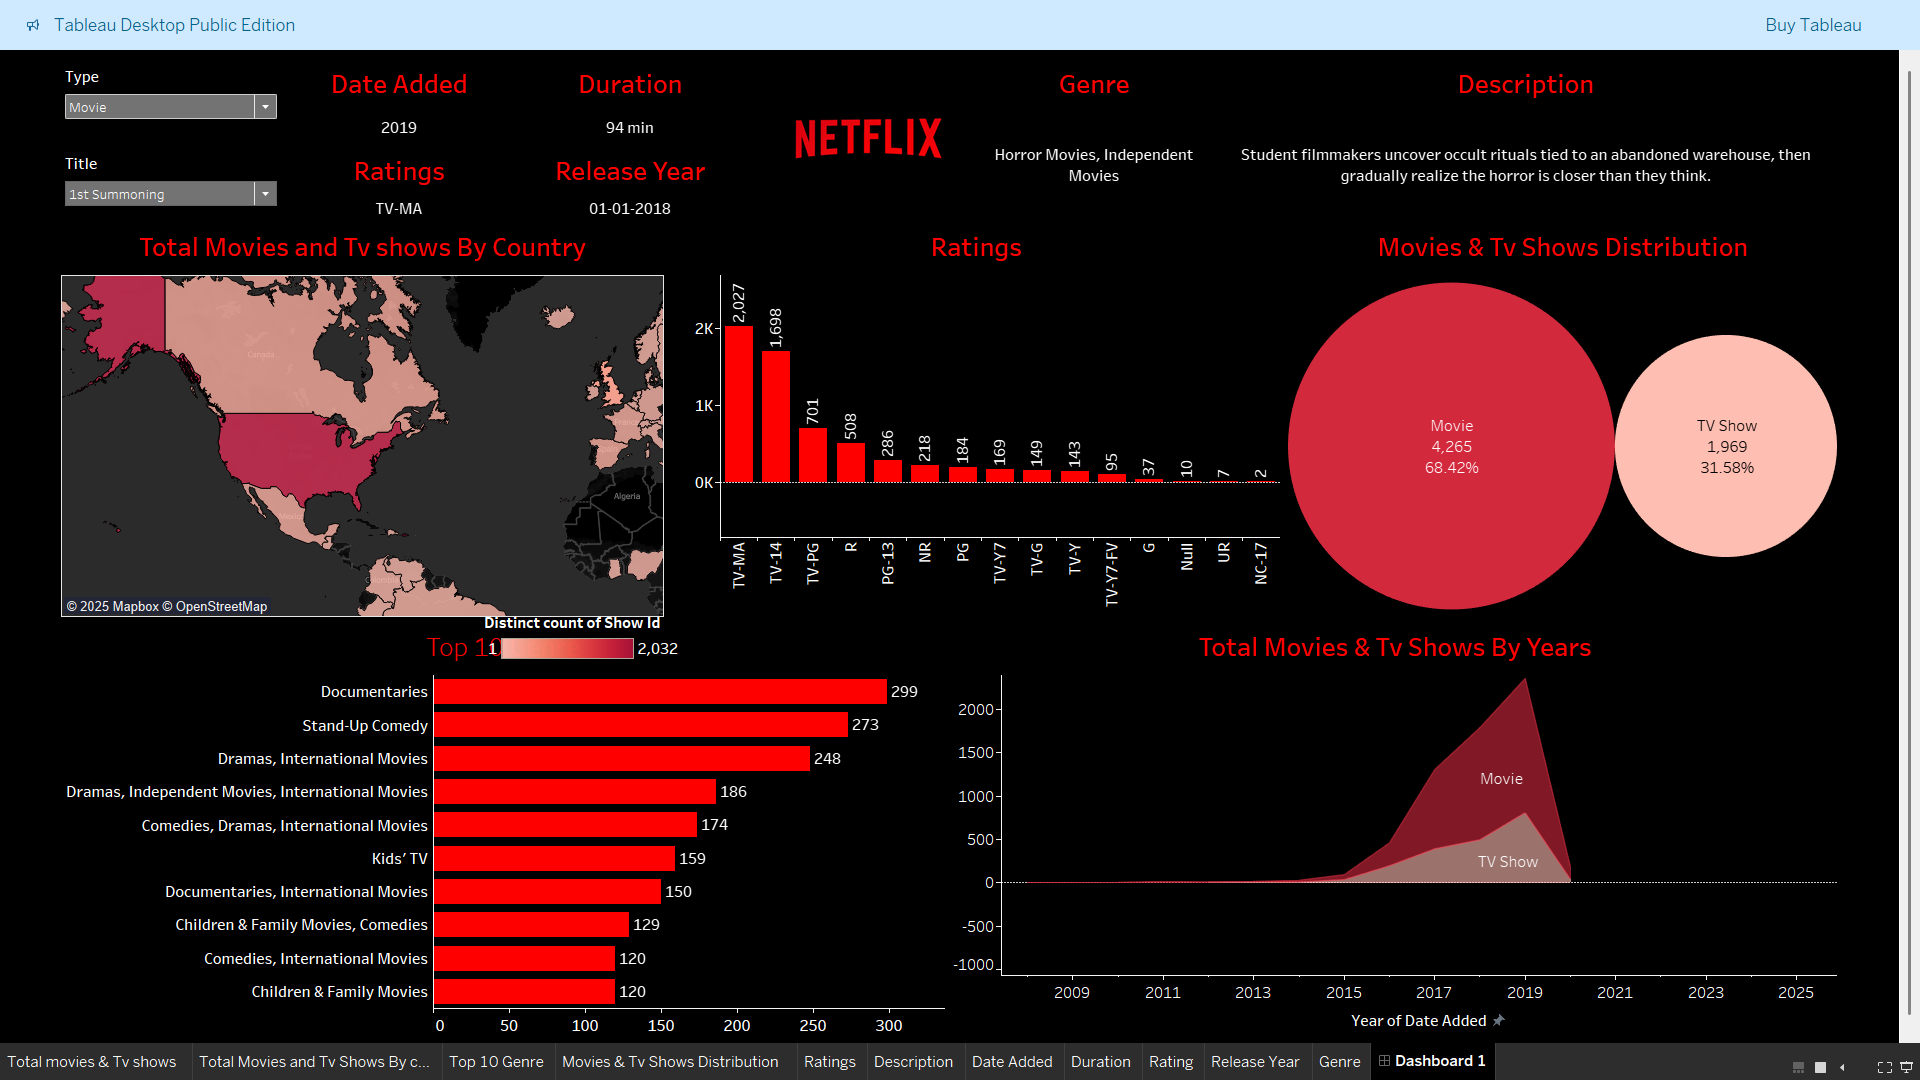 Tableau Desktop Public Edition
Buy Tableau
Type
Movie
Title
1st Summoning
Date Added
2019
Ratings
TV-MA
Duration
94 min
Release Year
01-01-2018
NETFLIX
Genre
Horror Movies, Independent
Movies
Description
Student filmmakers uncover occult rituals tied to an abandoned warehouse, then
gradually realize the horror is closer than they think.
Total Movies and Tv shows By Country
Canada
Mexico
Algeria
France
© 2025 Mapbox © OpenStreetMap
Distinct count of Show Id
1
2,032
Ratings
2K
1K
0K
2,027
1,698
701
508
286
218
184
169
149
143
95
37
10
7
2
TV-MA
TV-14
TV-PG
R
PG-13
NR
PG
TV-Y7
TV-G
TV-Y
TV-Y7-FV
G
Null
UR
NC-17
Movies & Tv Shows Distribution
Movie
4,265
68.42%
TV Show
1,969
31.58%
Top 10
Documentaries
299
Stand-Up Comedy
273
Dramas, International Movies
248
Dramas, Independent Movies, International Movies
186
Comedies, Dramas, International Movies
174
Kids' TV
159
Documentaries, International Movies
150
Children & Family Movies, Comedies
129
Comedies, International Movies
120
Children & Family Movies
120
0
50
100
150
200
250
300
Total Movies & Tv Shows By Years
2000
1500
1000
500
0
-500
-1000
Movie
TV Show
2009
2011
2013
2015
2017
2019
2021
2023
2025
Year of Date Added
Total movies & Tv shows
Total Movies and Tv Shows By c...
Top 10 Genre
Movies & Tv Shows Distribution
Ratings
Description
Date Added
Duration
Rating
Release Year
Genre
Dashboard 1